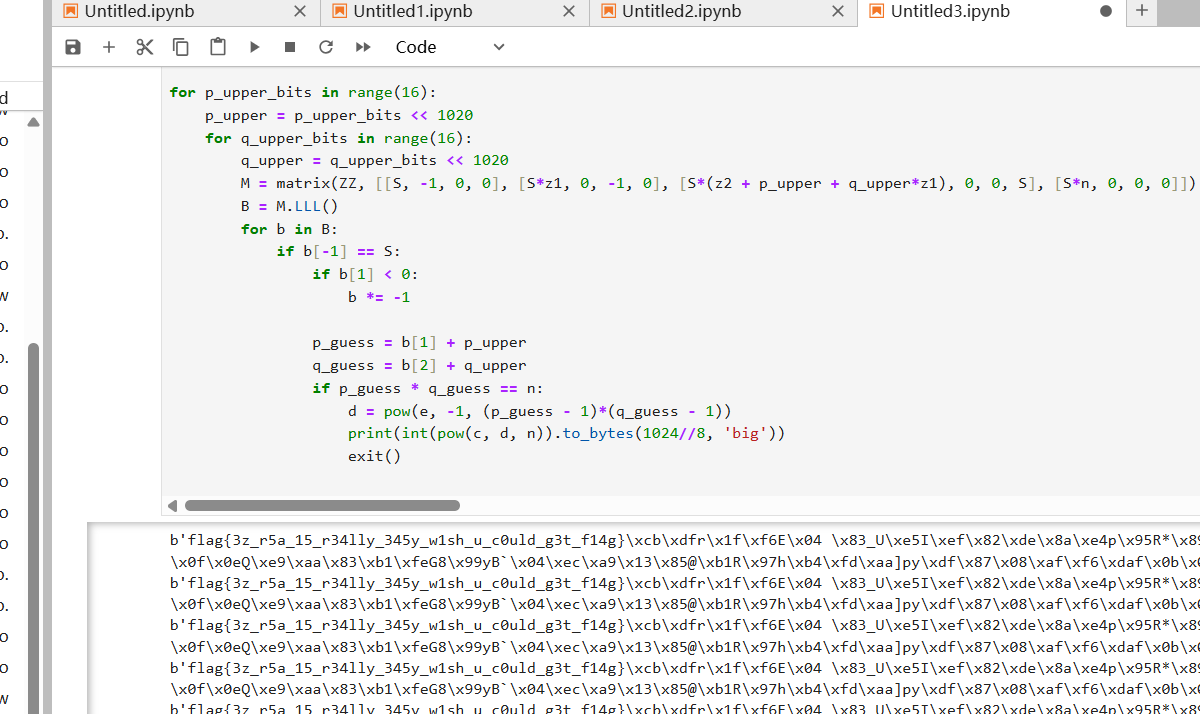 Untitled.ipynb Untitled1.ipynb Untitled2.ipynb Untitled3.ipynb
Code
for p_upper_bits in range(16):
    p_upper = p_upper_bits << 1020
    for q_upper_bits in range(16):
        q_upper = q_upper_bits << 1020
        M = matrix(ZZ, [[S, -1, 0, 0], [S*z1, 0, -1, 0], [S*(z2 + p_upper + q_upper*z1), 0, 0, S], [S*n, 0, 0, 0]])
        B = M.LLL()
        for b in B:
            if b[-1] == S:
                if b[1] < 0:
                    b *= -1
                p_guess = b[1] + p_upper
                q_guess = b[2] + q_upper
                if p_guess * q_guess == n:
                    d = pow(e, -1, (p_guess - 1)*(q_guess - 1))
                    print(int(pow(c, d, n)).to_bytes(1024//8, 'big'))
                    exit()
b'flag{3z_r5a_15_r34lly_345y_w1sh_u_c0uld_g3t_f14g}\xcb\xdfr\x1f\xf6E\x04 \x83_U\xe5I\xef\x82\xde\x8a\xe4p\x95R*\x89
\x0f\x0eQ\xe9\xaa\x83\xb1\xfeG8\x99yB`\x04\xec\xa9\x13\x85@\xb1R\x97h\xb4\xfd\xaa]py\xdf\x87\x08\xaf\xf6\xdaf\x0b\x0
b'flag{3z_r5a_15_r34lly_345y_w1sh_u_c0uld_g3t_f14g}\xcb\xdfr\x1f\xf6E\x04 \x83_U\xe5I\xef\x82\xde\x8a\xe4p\x95R*\x89
\x0f\x0eQ\xe9\xaa\x83\xb1\xfeG8\x99yB`\x04\xec\xa9\x13\x85@\xb1R\x97h\xb4\xfd\xaa]py\xdf\x87\x08\xaf\xf6\xdaf\x0b\x0
b'flag{3z_r5a_15_r34lly_345y_w1sh_u_c0uld_g3t_f14g}\xcb\xdfr\x1f\xf6E\x04 \x83_U\xe5I\xef\x82\xde\x8a\xe4p\x95R*\x89
\x0f\x0eQ\xe9\xaa\x83\xb1\xfeG8\x99yB`\x04\xec\xa9\x13\x85@\xb1R\x97h\xb4\xfd\xaa]py\xdf\x87\x08\xaf\xf6\xdaf\x0b\x0
b'flag{3z_r5a_15_r34lly_345y_w1sh_u_c0uld_g3t_f14g}\xcb\xdfr\x1f\xf6E\x04 \x83_U\xe5I\xef\x82\xde\x8a\xe4p\x95R*\x89
\x0f\x0eQ\xe9\xaa\x83\xb1\xfeG8\x99yB`\x04\xec\xa9\x13\x85@\xb1R\x97h\xb4\xfd\xaa]py\xdf\x87\x08\xaf\xf6\xdaf\x0b\x0
b'flag{3z_r5a_15_r34lly_345y_w1sh_u_c0uld_g3t_f14g}\xcb\xdfr\x1f\xf6E\x04 \x83_U\xe5I\xef\x82\xde\x8a\xe4p\x95R*\x89